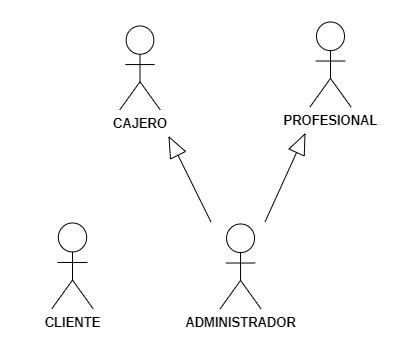 CAJERO
PROFESIONAL
CLIENTE
ADMINISTRADOR